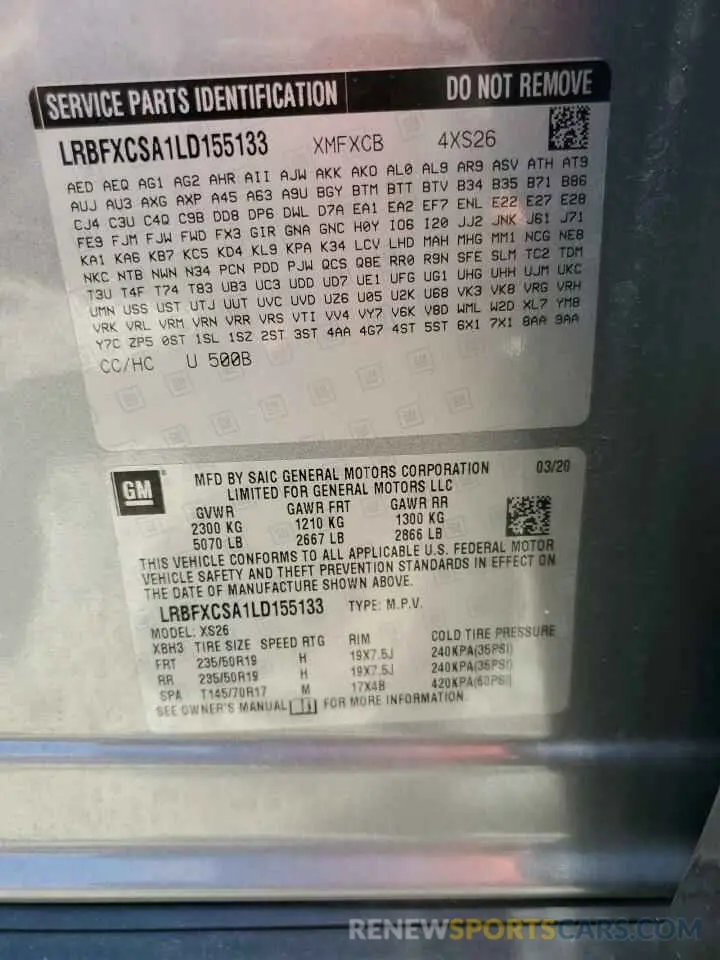 SERVICE PARTS IDENTIFICATION DO NOT REMOVE
LRBFXCSA1LD155133 XMFXCB 4XS26
AED AEQ AG1 AG2 AHR AII AJW AKK AKO AL0 AL9 AR9 ASV ATH AT9
AUJ AU3 AXG AXP A45 A63 A9U BGY BTM BTT BTV B34 B35 B71 B86
CJ4 C3U C4Q C9B DD8 DP6 DWL D7A EA1 EA2 EF7 ENL E22 E27 E28
FE9 FJM FJW FWD FX3 GIR GNA GNC H0Y IO6 I20 JJ2 JNK J61 J71
KA1 KA6 KB7 KC5 KD4 KL9 KPA K34 LCV LHD MAH MHG MM1 NCG NE8
NKC NTB NWN N34 PCN PDD PJW QCS QBE RR0 R9N SFE SLM TC2 TDM
T3U T4F T74 T83 UB3 UC3 UDD UD7 UE1 UFG UG1 UHG UHH UJM UKC
UMN USS UST UTJ UUT UVC UVD UZ6 U05 U2K U68 VK3 VK8 VRG VRH
VRK VRL VRM VRN VRR VRS VTI VV4 VY7 V6K V8D WML W2D XL7 YM8
Y7C ZP5 0ST 1SL 1SZ 2ST 3ST 4AA 4G7 4ST 5ST 6X1 7X1 8AA 9AA
CC/HC U 500B
GM MFD BY SAIC GENERAL MOTORS CORPORATION 03/20
LIMITED FOR GENERAL MOTORS LLC
GVWR GAWR FRT GAWR RR
2300 KG 1210 KG 1300 KG
5070 LB 2667 LB 2866 LB
THIS VEHICLE CONFORMS TO ALL APPLICABLE U.S. FEDERAL MOTOR
VEHICLE SAFETY AND THEFT PREVENTION STANDARDS IN EFFECT ON
THE DATE OF MANUFACTURE SHOWN ABOVE.
LRBFXCSA1LD155133 TYPE: M.P.V.
MODEL: XS26
XBH3 TIRE SIZE SPEED RTG RIM COLD TIRE PRESSURE
FRT 235/50R19 H 19X7.5J 240KPA(35PSI)
RR 235/50R19 H 19X7.5J 240KPA(35PSI)
SPA T145/70R17 M 17X4B 420KPA(60PSI)
SEE OWNER'S MANUAL FOR MORE INFORMATION.
RENEWSPORTSCARS.COM